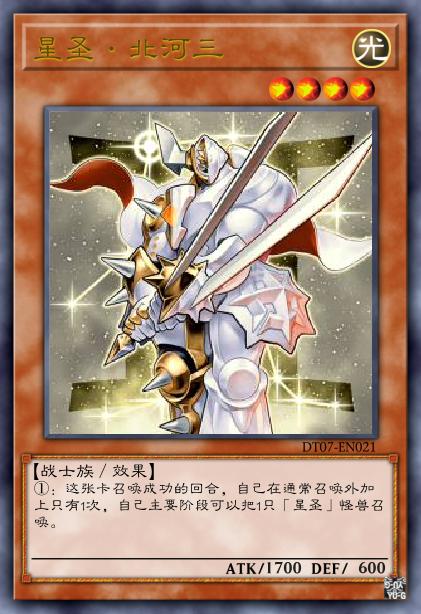 星圣·北河三
光
DT07-EN021
【战士族/效果】
①：这张卡召唤成功的回合，自己在通常召唤外加
上只有1次，自己主要阶段可以把1只「星圣」怪兽召
唤。
ATK/1700 DEF/ 600